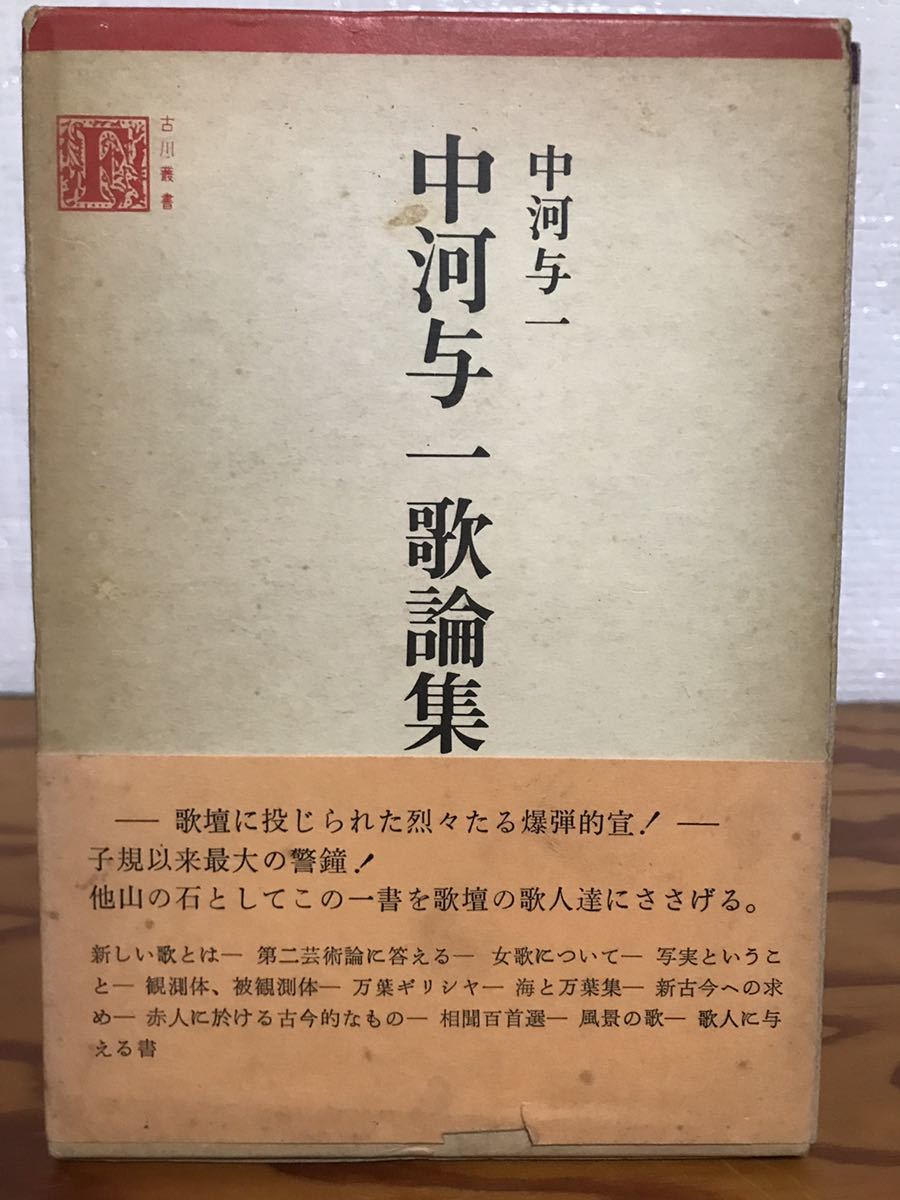 古川叢書
F
中河与一
中河与一歌論集
― 歌壇に投じられた烈々たる爆弾的宣! ―
子規以来最大の警鐘!
他山の石としてこの一書を歌壇の歌人達にささげる。
新しい歌とは― 第二芸術論に答える― 女歌について― 写実というこ
と― 観測体、被観測体― 万葉ギリシヤ― 海と万葉集― 新古今への求
め― 赤人に於ける古今的なもの― 相聞百首選― 風景の歌― 歌人に与
える書